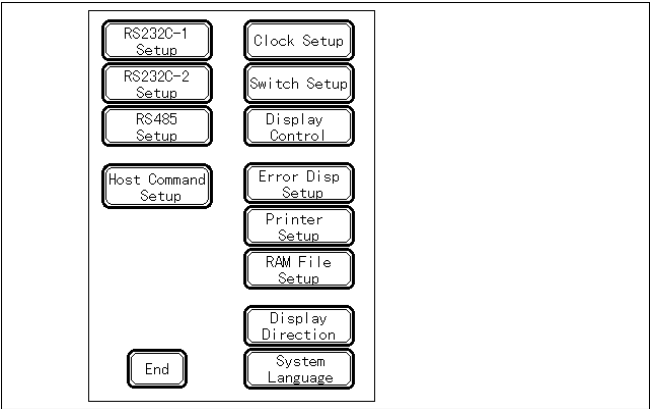 RS232C-1
Setup
RS232C-2
Setup
RS485
Setup
Host Command
Setup
End
Clock Setup
Switch Setup
Display
Control
Error Disp
Setup
Printer
Setup
RAM File
Setup
Display
Direction
System
Language